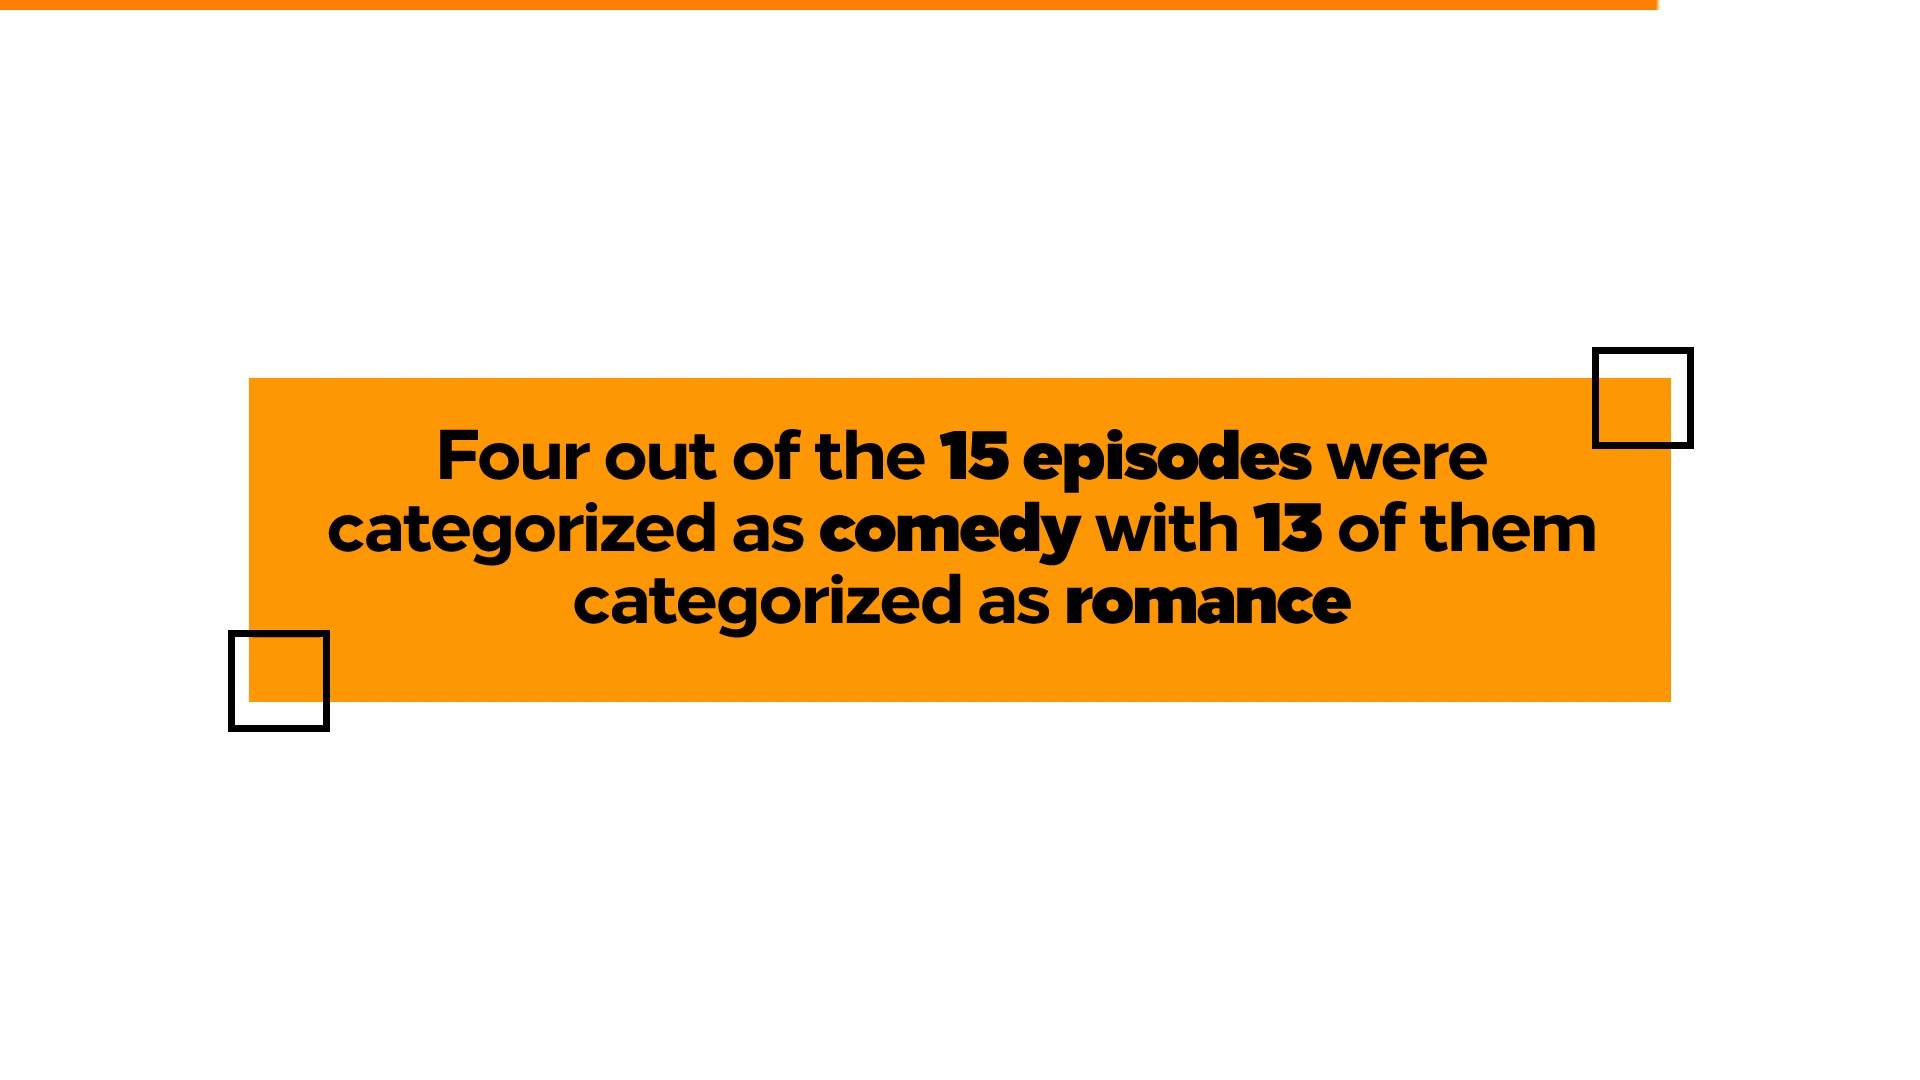 Four out of the 15 episodes were
categorized as comedy with 13 of them
categorized as romance